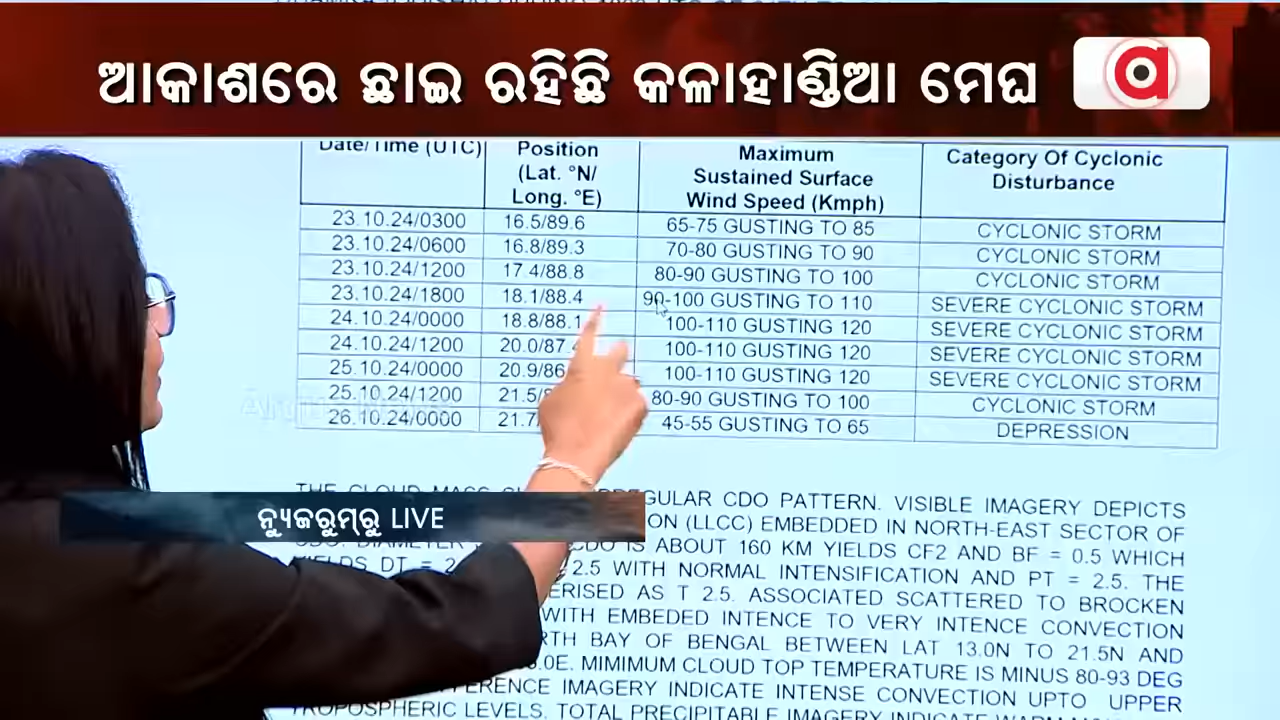 ଆକାଶରେ ଛାଇ ରହିଛି କଳାହାଣ୍ଡିଆ ମେଘ
a
Date/Time (UTC) Position (Lat. °N/ Long. °E) Maximum Sustained Surface Wind Speed (Kmph) Category Of Cyclonic Disturbance
23.10.24/0300 16.5/89.6 65-75 GUSTING TO 85 CYCLONIC STORM
23.10.24/0600 16.8/89.3 70-80 GUSTING TO 90 CYCLONIC STORM
23.10.24/1200 17.4/88.8 80-90 GUSTING TO 100 CYCLONIC STORM
23.10.24/1800 18.1/88.4 90-100 GUSTING TO 110 SEVERE CYCLONIC STORM
24.10.24/0000 18.8/88.1 100-110 GUSTING 120 SEVERE CYCLONIC STORM
24.10.24/1200 20.0/87. 100-110 GUSTING 120 SEVERE CYCLONIC STORM
25.10.24/0000 20.9/86 100-110 GUSTING 120 SEVERE CYCLONIC STORM
25.10.24/1200 21.5/ 80-90 GUSTING TO 100 CYCLONIC STORM
26.10.24/0000 21.7 45-55 GUSTING TO 65 DEPRESSION
THE CLOUD MASS CDO PATTERN. VISIBLE IMAGERY DEPICTS
(LLCC) EMBEDDED IN NORTH-EAST SECTOR OF
ନ୍ୟୁଜରୁମ୍‌ରୁ LIVE
CDO. DIAMETER CDO IS ABOUT 160 KM YIELDS CF2 AND BF = 0.5 WHICH
YIELDS DT = 2. 2.5 WITH NORMAL INTENSIFICATION AND PT = 2.5. THE
AS T 2.5. ASSOCIATED SCATTERED TO BROCKEN
WITH EMBEDED INTENCE TO VERY INTENCE CONVECTION
BAY OF BENGAL BETWEEN LAT 13.0N TO 21.5N AND
MIMIMUM CLOUD TOP TEMPERATURE IS MINUS 80-93 DEG
IMAGERY INDICATE INTENSE CONVECTION UPTO UPPER
TROPOSPHERIC LEVELS. TOTAL PRECIPITABLE IMAGERY INDICATE